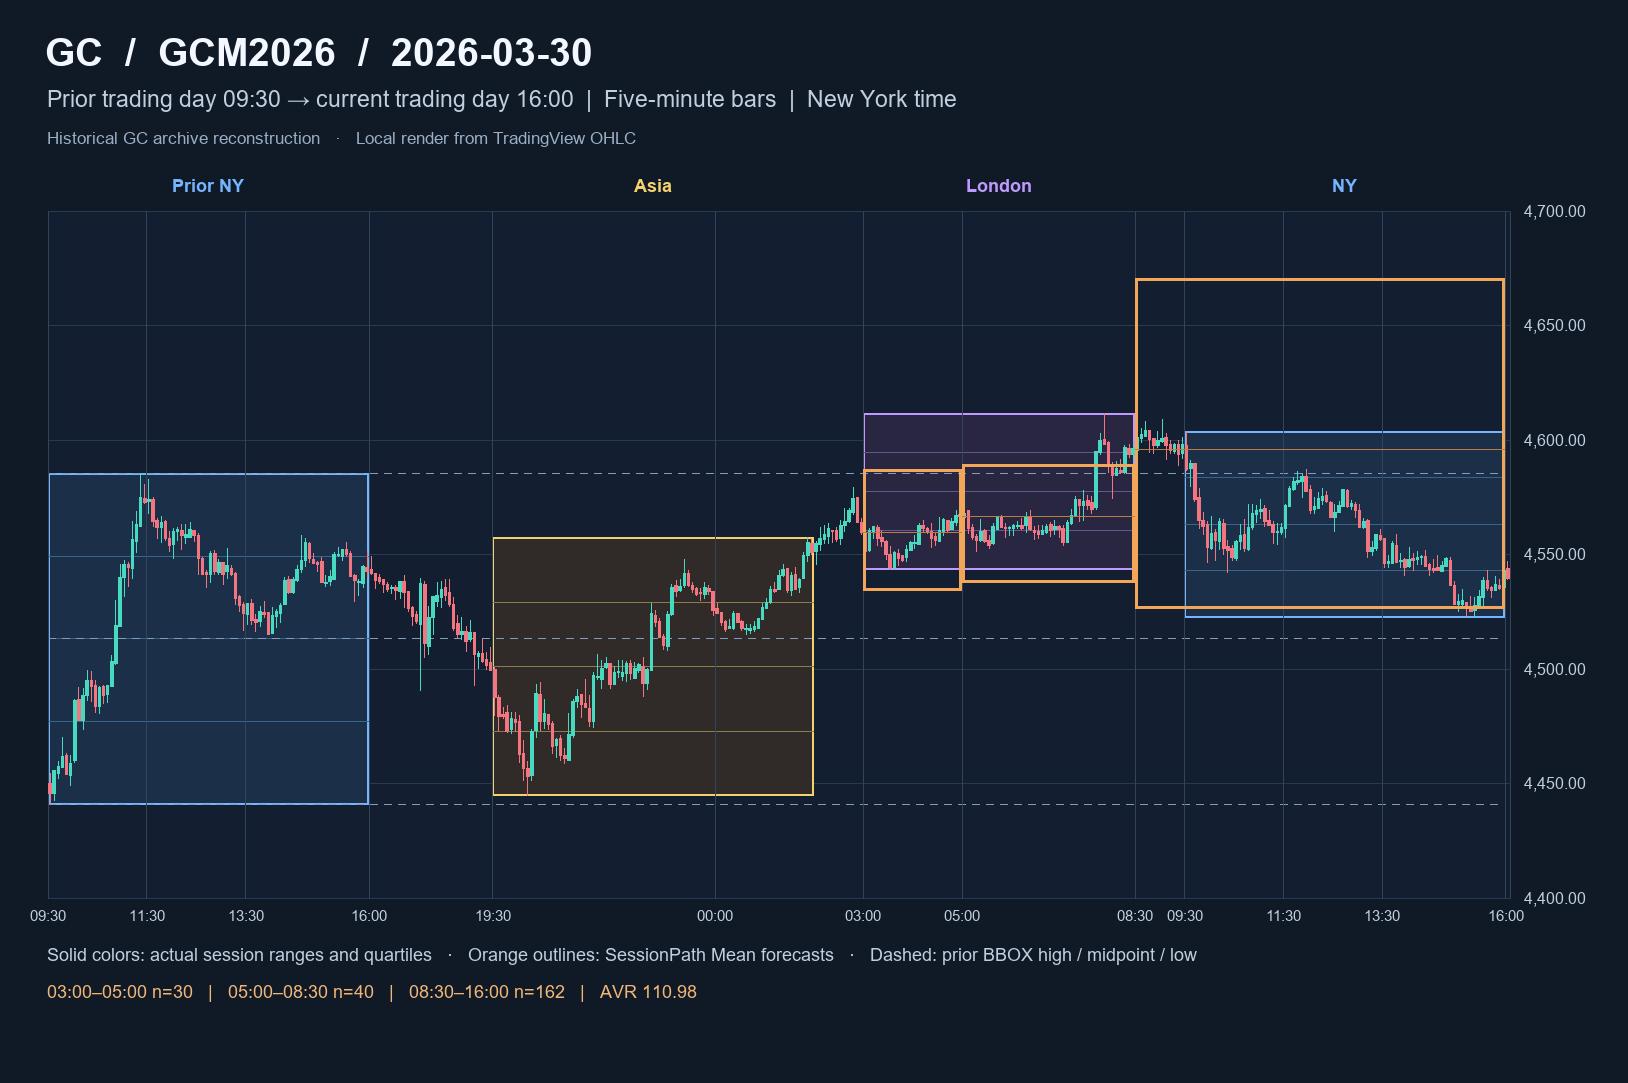 GC / GCM2026 / 2026-03-30
Prior trading day 09:30 → current trading day 16:00 | Five-minute bars | New York time
Historical GC archive reconstruction · Local render from TradingView OHLC
Prior NY Asia London NY
4,700.00
4,650.00
4,600.00
4,550.00
4,500.00
4,450.00
4,400.00
09:30 11:30 13:30 16:00 19:30 00:00 03:00 05:00 08:30 09:30 11:30 13:30 16:00
Solid colors: actual session ranges and quartiles · Orange outlines: SessionPath Mean forecasts · Dashed: prior BBOX high / midpoint / low
03:00–05:00 n=30 | 05:00–08:30 n=40 | 08:30–16:00 n=162 | AVR 110.98